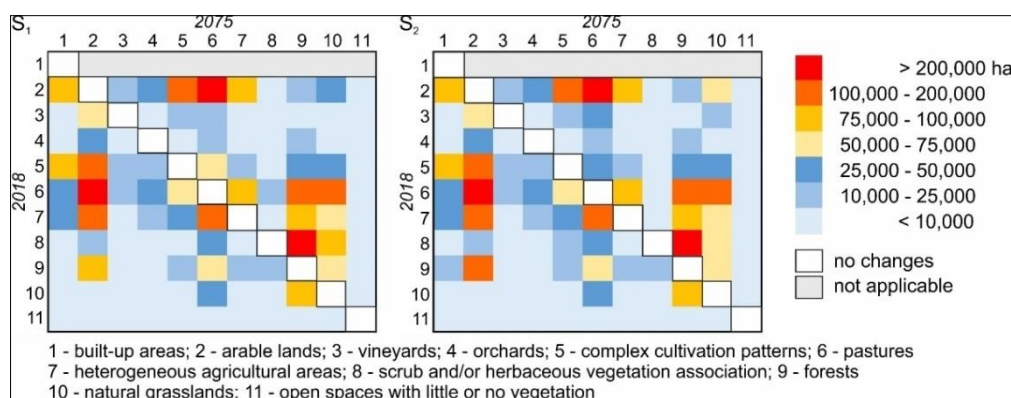 S1 2075
1 2 3 4 5 6 7 8 9 10 11
2018
1
2
3
4
5
6
7
8
9
10
11
S2 2075
1 2 3 4 5 6 7 8 9 10 11
2018
1
2
3
4
5
6
7
8
9
10
11
> 200,000 ha
100,000 - 200,000
75,000 - 100,000
50,000 - 75,000
25,000 - 50,000
10,000 - 25,000
< 10,000
no changes
not applicable
1 - built-up areas; 2 - arable lands; 3 - vineyards; 4 - orchards; 5 - complex cultivation patterns; 6 - pastures
7 - heterogeneous agricultural areas; 8 - scrub and/or herbaceous vegetation association; 9 - forests
10 - natural grasslands; 11 - open spaces with little or no vegetation